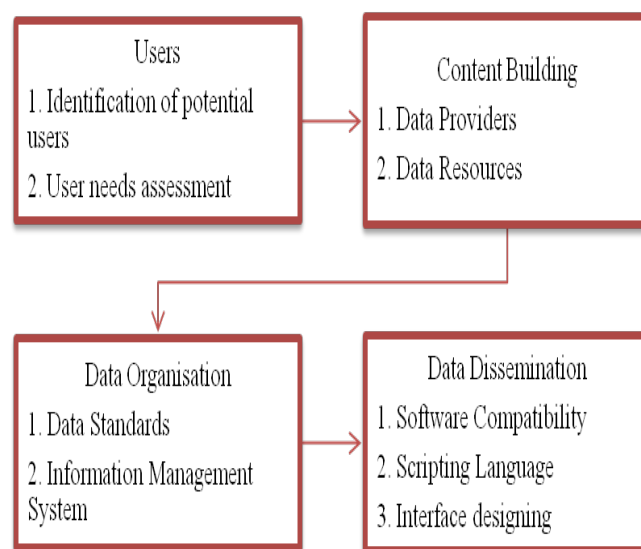 Users
1. Identification of potential
users
2. User needs assessment
Content Building
1. Data Providers
2. Data Resources
Data Organisation
1. Data Standards
2. Information Management
System
Data Dissemination
1. Software Compatibility
2. Scripting Language
3. Interface designing